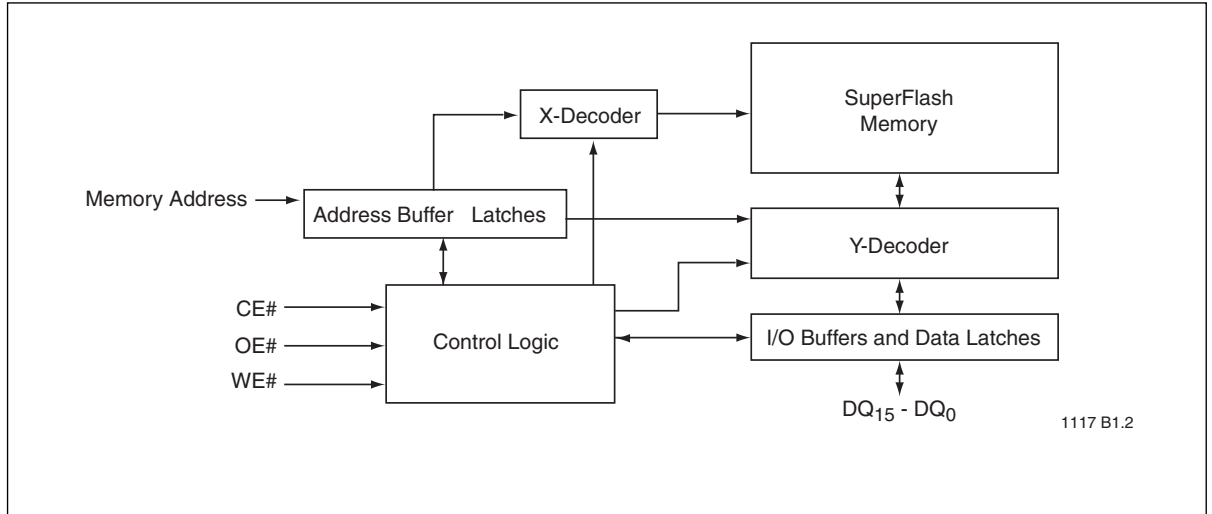 SuperFlash
Memory
X-Decoder
Memory Address
Address Buffer Latches
Y-Decoder
CE#
OE#
WE#
Control Logic
I/O Buffers and Data Latches
DQ15 - DQ0
1117 B1.2